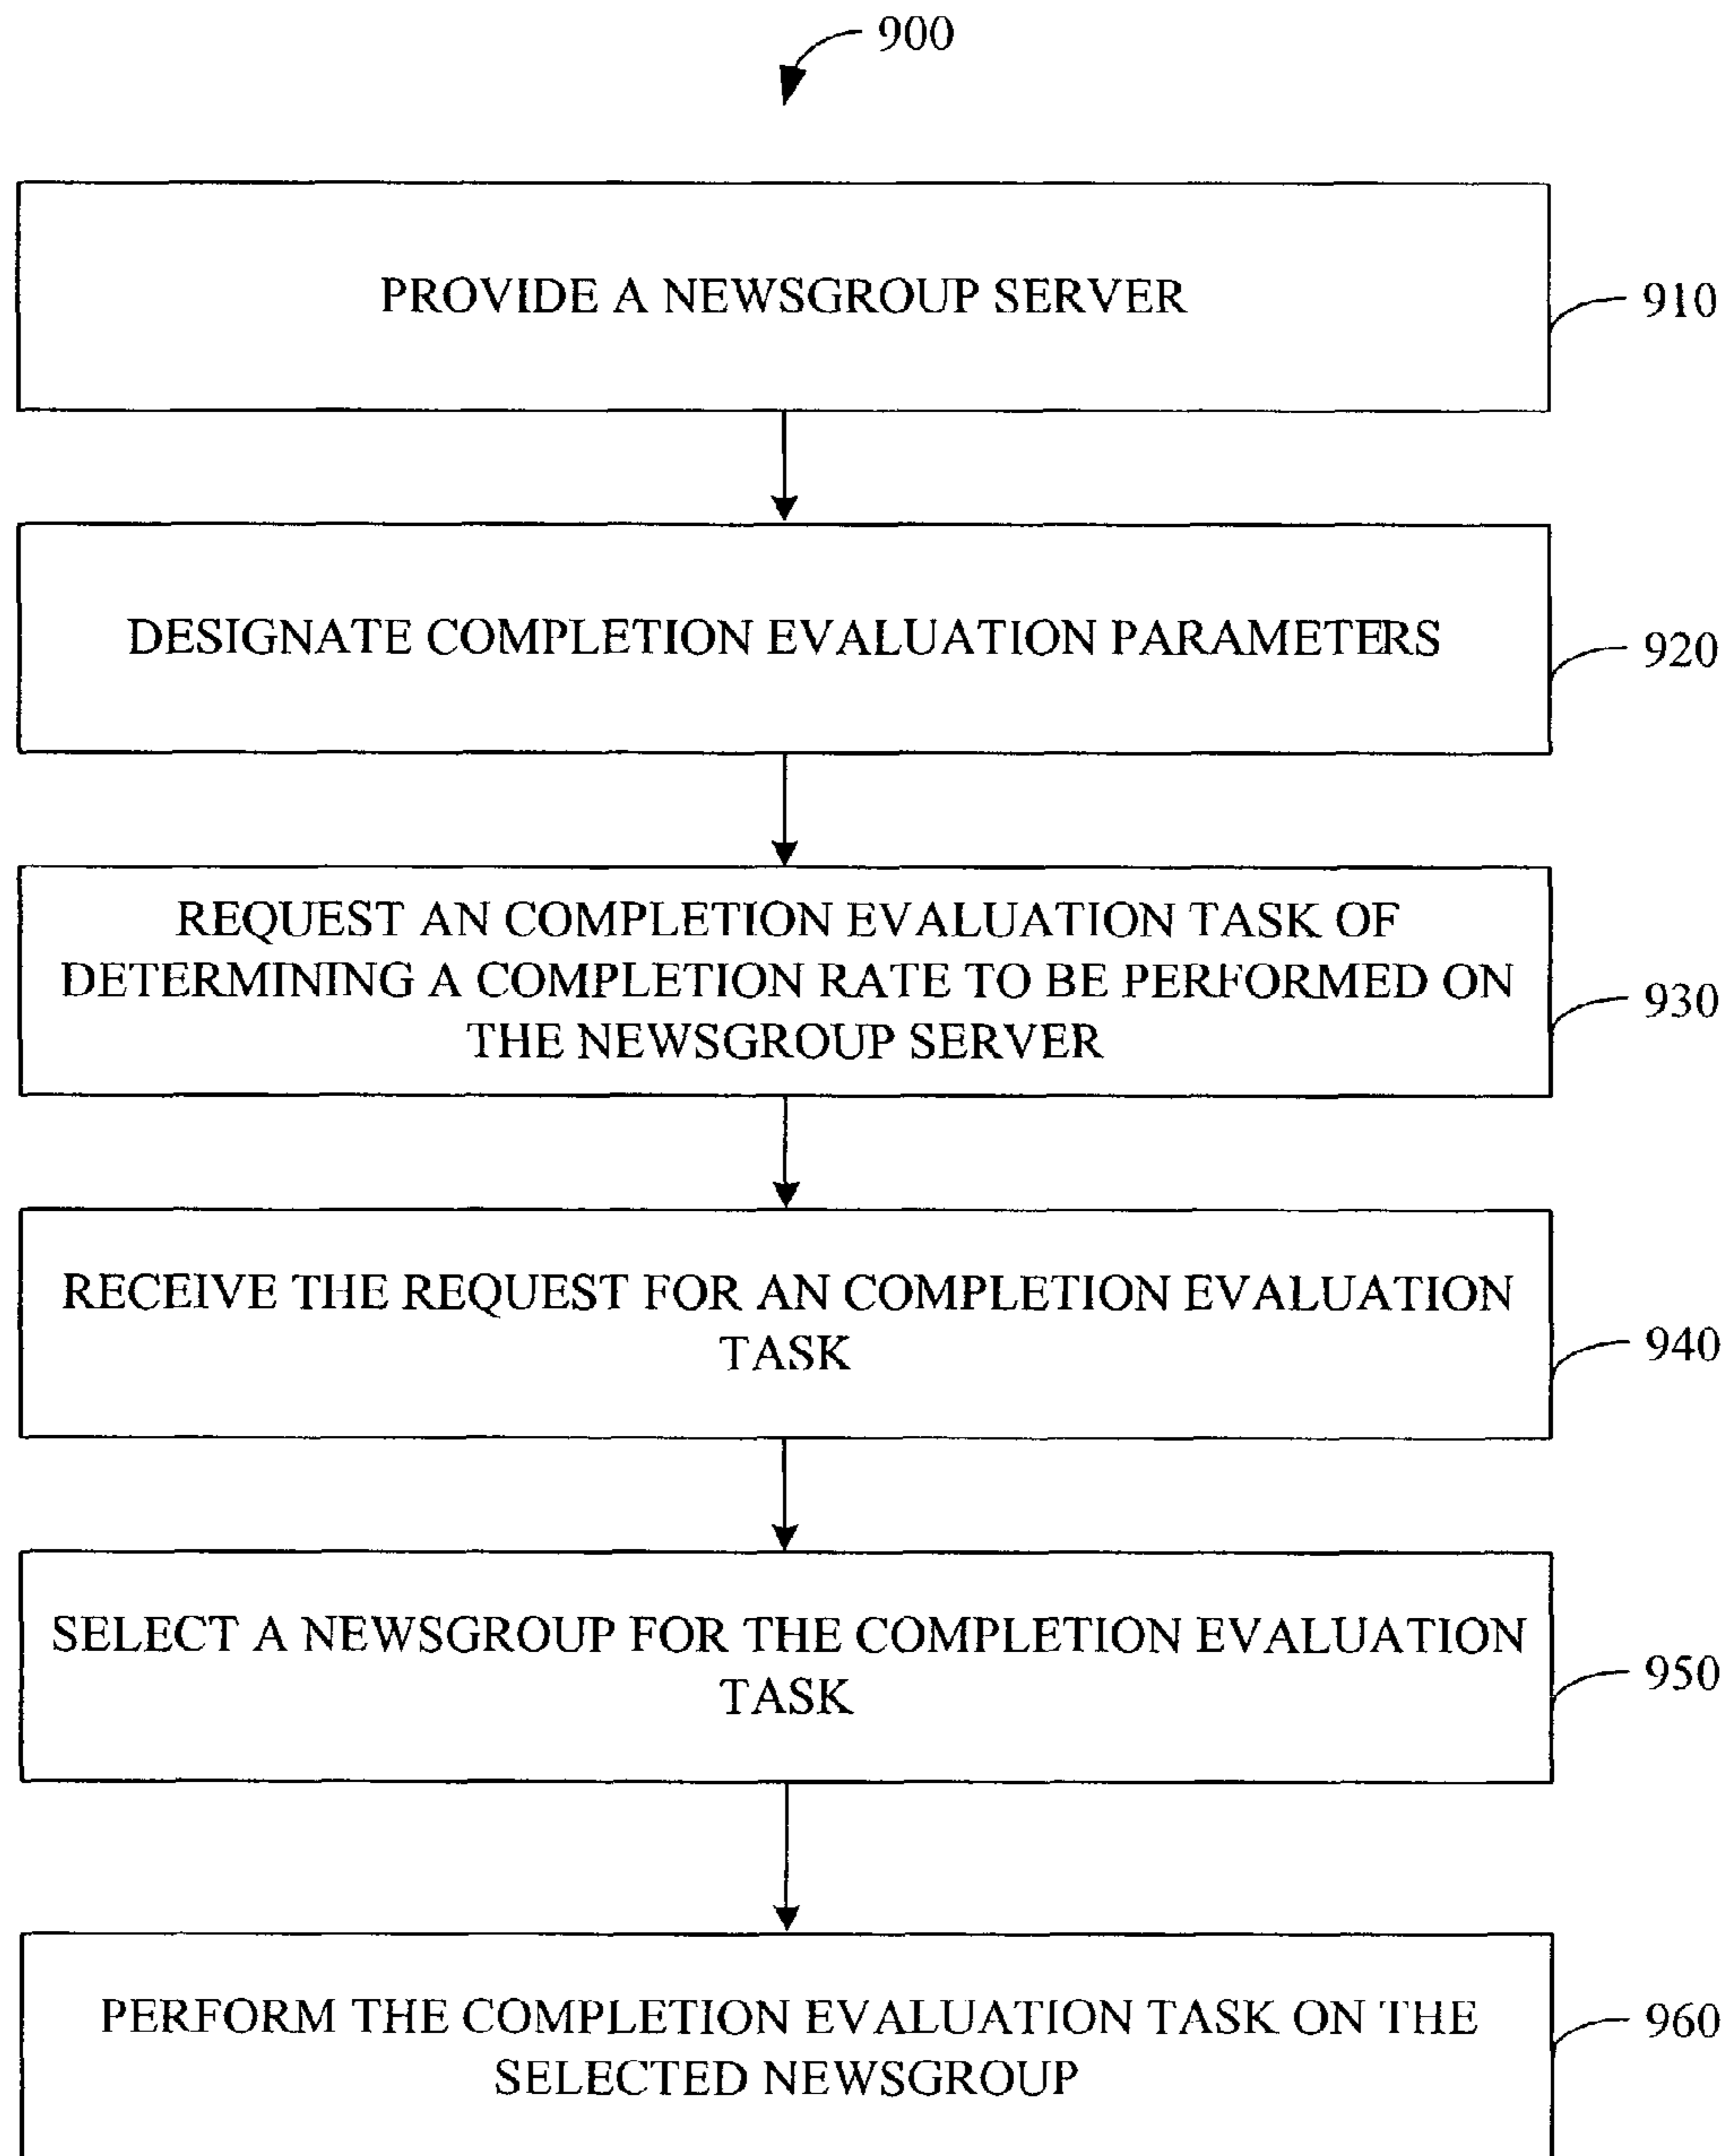 900
PROVIDE A NEWSGROUP SERVER
910
DESIGNATE COMPLETION EVALUATION PARAMETERS
920
REQUEST AN COMPLETION EVALUATION TASK OF
DETERMINING A COMPLETION RATE TO BE PERFORMED ON
THE NEWSGROUP SERVER
930
RECEIVE THE REQUEST FOR AN COMPLETION EVALUATION
TASK
940
SELECT A NEWSGROUP FOR THE COMPLETION EVALUATION
TASK
950
PERFORM THE COMPLETION EVALUATION TASK ON THE
SELECTED NEWSGROUP
960